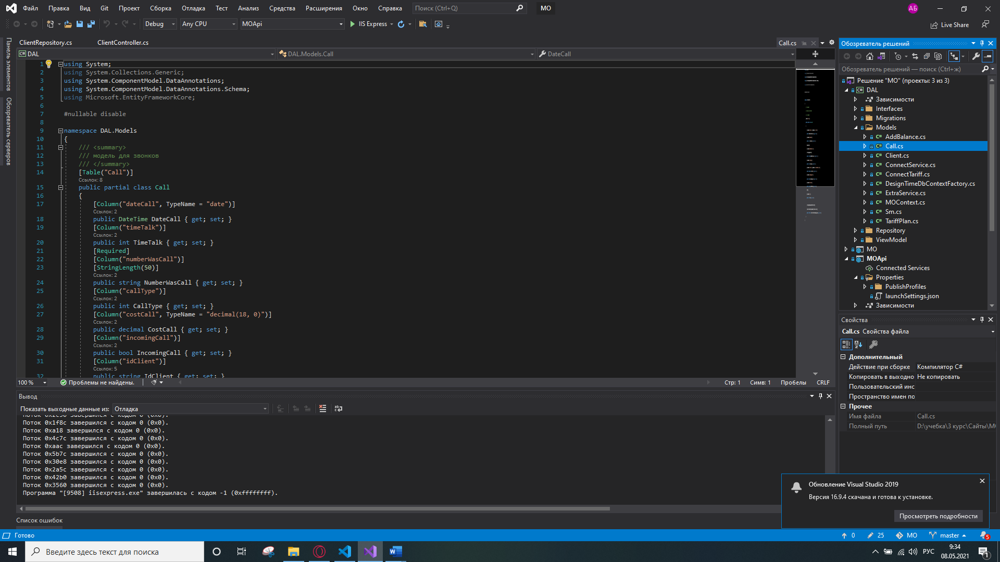 Файл Правка Вид Git Проект Сборка Отладка Тест Анализ Средства Расширения Окно Справка Поиск (Ctrl+Q) MO АБ
Debug Any CPU MOApi IIS Express Live Share
Панель элементов
Обозреватель серверов
ClientRepository.cs ClientController.cs Call.cs
DAL DAL.Models.Call DateCall
1 using System;
2 using System.Collections.Generic;
3 using System.ComponentModel.DataAnnotations;
4 using System.ComponentModel.DataAnnotations.Schema;
5 using Microsoft.EntityFrameworkCore;
6
7 #nullable disable
8
9 namespace DAL.Models
10 {
11 /// <summary>
12 /// модель для звонков
13 /// </summary>
14 [Table("Call")]
Ссылок: 8
15 public partial class Call
16 {
17 [Column("dateCall", TypeName = "date")]
Ссылок: 2
18 public DateTime DateCall { get; set; }
19 [Column("timeTalk")]
Ссылок: 2
20 public int TimeTalk { get; set; }
21 [Required]
22 [Column("numberWasCall")]
23 [StringLength(50)]
Ссылок: 2
24 public string NumberWasCall { get; set; }
25 [Column("callType")]
Ссылок: 2
26 public int CallType { get; set; }
27 [Column("costCall", TypeName = "decimal(18, 0)")]
Ссылок: 2
28 public decimal CostCall { get; set; }
29 [Column("incomingCall")]
Ссылок: 2
30 public bool IncomingCall { get; set; }
31 [Column("idClient")]
Ссылок: 5
32 public string IdClient { get; set; }
100 % Проблемы не найдены. Стр: 1 Симв: 1 Пробелы CRLF
Вывод
Показать выходные данные из: Отладка
Поток 0x2c50 завершился с кодом 0 (0x0).
Поток 0x1f8c завершился с кодом 0 (0x0).
Поток 0xa18 завершился с кодом 0 (0x0).
Поток 0x4c7c завершился с кодом 0 (0x0).
Поток 0xaac завершился с кодом 0 (0x0).
Поток 0x5b7c завершился с кодом 0 (0x0).
Поток 0x30e8 завершился с кодом 0 (0x0).
Поток 0x2a5c завершился с кодом 0 (0x0).
Поток 0x42b0 завершился с кодом 0 (0x0).
Поток 0x3560 завершился с кодом 0 (0x0).
Программа "[9508] iisexpress.exe" завершилась с кодом -1 (0xffffffff).
Список ошибок
Обозреватель решений
Обозреватель решений — поиск (Ctrl+ж)
Решение "MO" (проекты: 3 из 3)
DAL
Зависимости
Interfaces
Migrations
Models
AddBalance.cs
Call.cs
Client.cs
ConnectService.cs
ConnectTariff.cs
DesignTimeDbContextFactory.cs
ExtraService.cs
MOContext.cs
Sm.cs
TariffPlan.cs
Repository
ViewModel
MO
MOApi
Connected Services
Properties
PublishProfiles
launchSettings.json
Зависимости
Свойства
Call.cs Свойства файла
Дополнительный
Действие при сборке Компилятор C#
Копировать в выходно Не копировать
Пользовательский инс
Пространство имен по
Прочее
Имя файла Call.cs
Полный путь D:\учебка\3 курс\Сайты\M
Обновление Visual Studio 2019
Версия 16.9.4 скачана и готова к установке.
Просмотреть подробности
Готово 0 25 MO master 5
Введите здесь текст для поиска РУС 9:34
08.05.2021 1